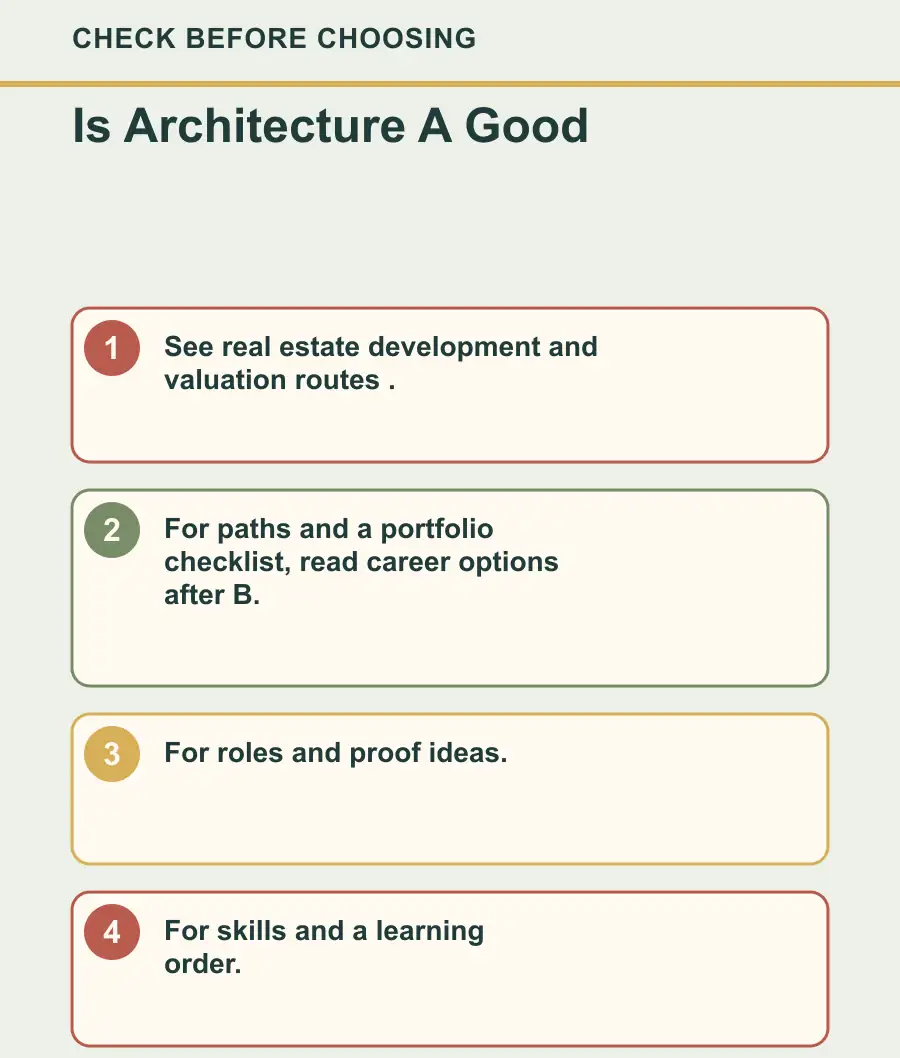 CHECK BEFORE CHOOSING
Is Architecture A Good
1
See real estate development and
valuation routes .
2
For paths and a portfolio
checklist, read career options
after B.
3
For roles and proof ideas.
4
For skills and a learning
order.